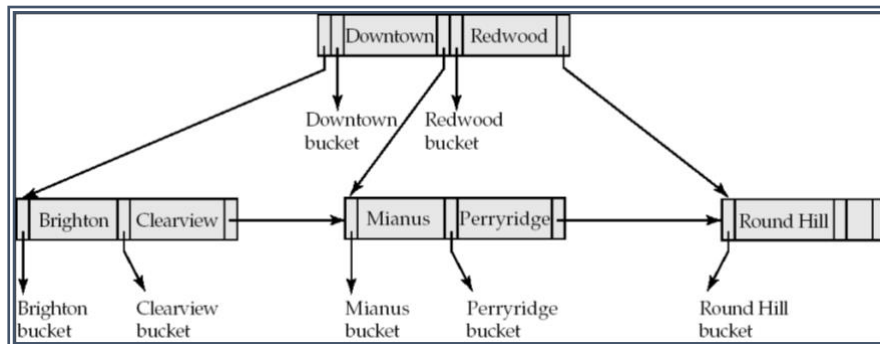 Downtown Redwood
Downtown bucket
Redwood bucket
Brighton Clearview
Mianus Perryridge
Round Hill
Brighton bucket
Clearview bucket
Mianus bucket
Perryridge bucket
Round Hill bucket